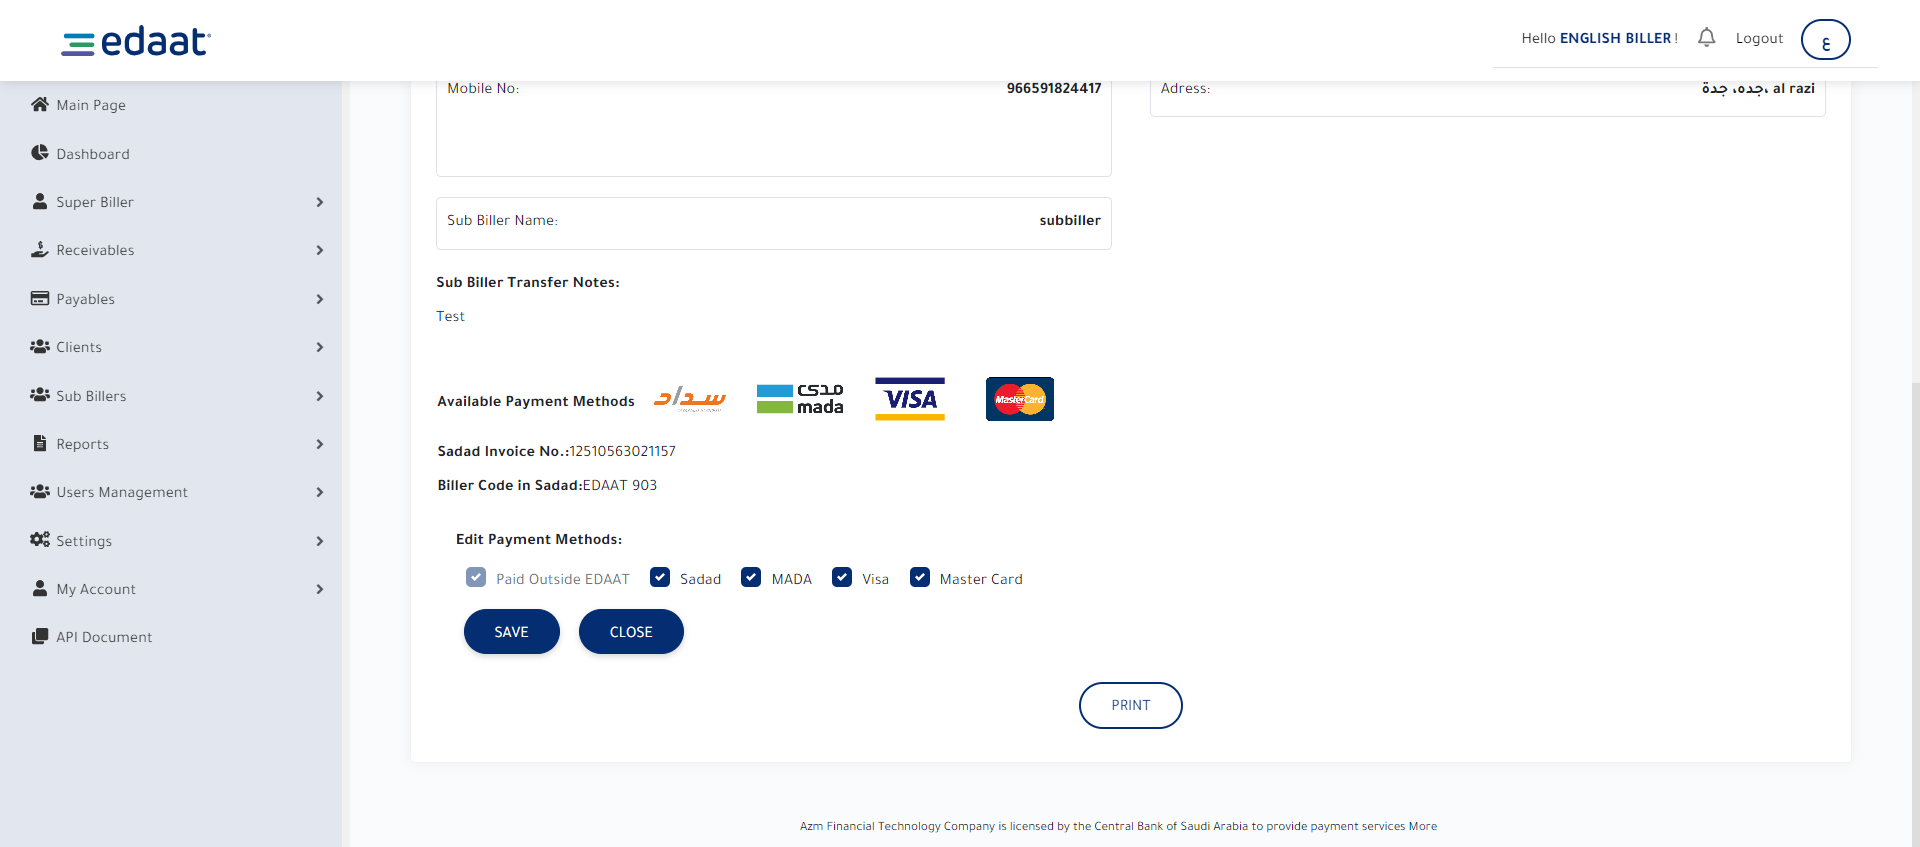 edaat
Hello ENGLISH BILLER !
Logout
ع
Main Page
Dashboard
Super Biller
Receivables
Payables
Clients
Sub Billers
Reports
Users Management
Settings
My Account
API Document
Mobile No: 966591824417
Adress: جده، جدة، al razi
Sub Biller Name: subbiller
Sub Biller Transfer Notes:
Test
Available Payment Methods
سداد
مدى
mada
VISA
MasterCard
Sadad Invoice No.:12510563021157
Biller Code in Sadad:EDAAT 903
Edit Payment Methods:
Paid Outside EDAAT Sadad MADA Visa Master Card
SAVE CLOSE
PRINT
Azm Financial Technology Company is licensed by the Central Bank of Saudi Arabia to provide payment services More